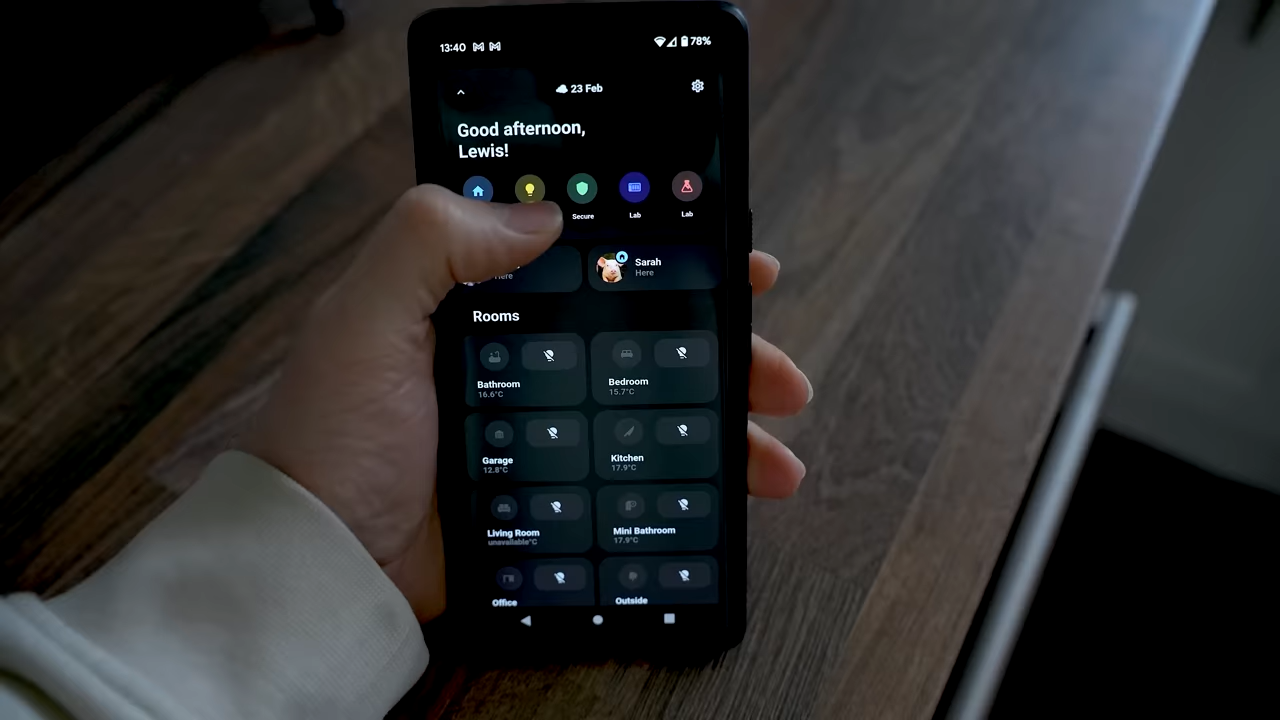 13:40
78%
23 Feb
Good afternoon,
Lewis!
Secure
Lab
Lab
Here
Sarah
Here
Rooms
Bathroom
16.6°C
Bedroom
15.7°C
Garage
12.8°C
Kitchen
17.9°C
Living Room
unavailable°C
Mini Bathroom
17.9°C
Office
Outside